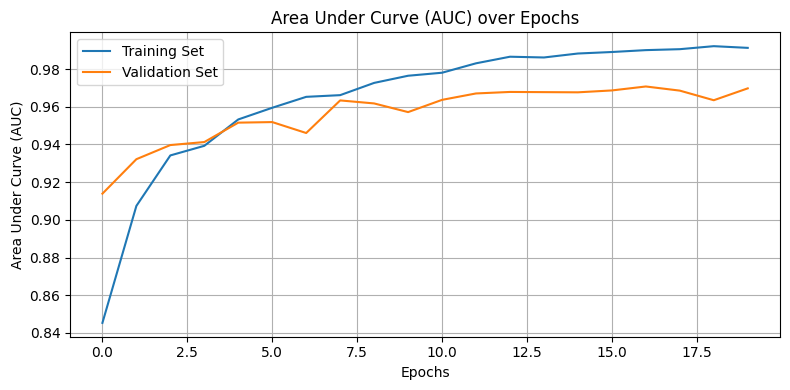 Area Under Curve (AUC) over Epochs
Training Set
Validation Set
Area Under Curve (AUC)
0.98
0.96
0.94
0.92
0.90
0.88
0.86
0.84
0.0 2.5 5.0 7.5 10.0 12.5 15.0 17.5
Epochs